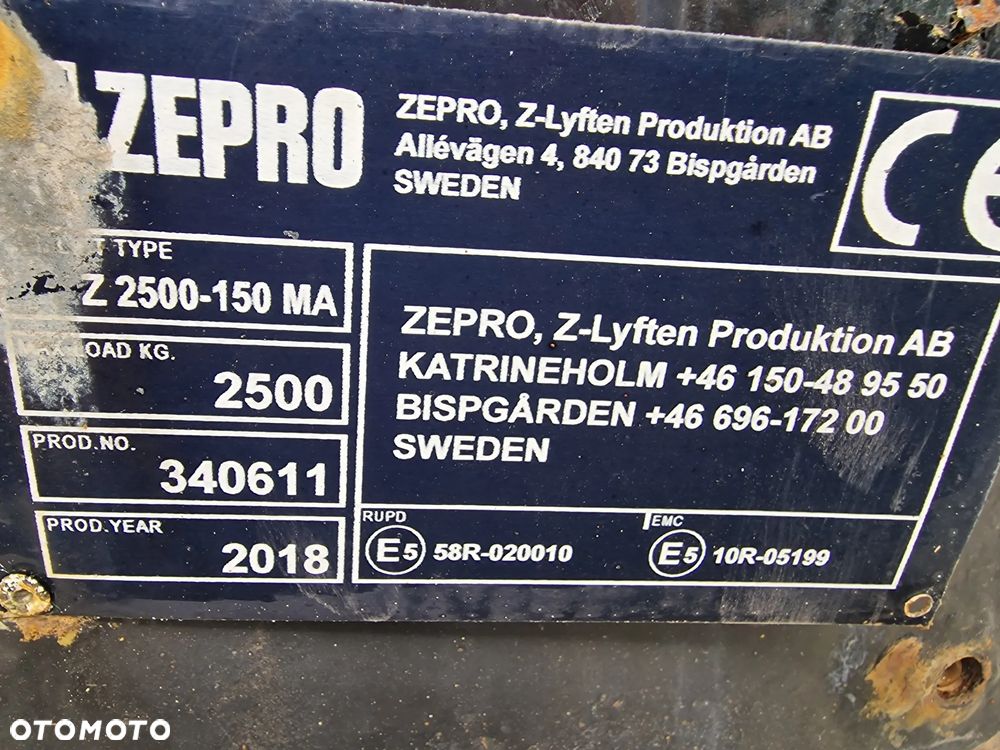 ZEPRO
ZEPRO, Z-Lyften Produktion AB
Allévägen 4, 840 73 Bispgården
SWEDEN
CE
TYPE
Z 2500-150 MA
LOAD KG.
2500
PROD.NO.
340611
PROD.YEAR
2018
ZEPRO, Z-Lyften Produktion AB
KATRINEHOLM +46 150-48 95 50
BISPGÅRDEN +46 696-172 00
SWEDEN
RUPD
E5 58R-020010
EMC
E5 10R-05199
OTOMOTO